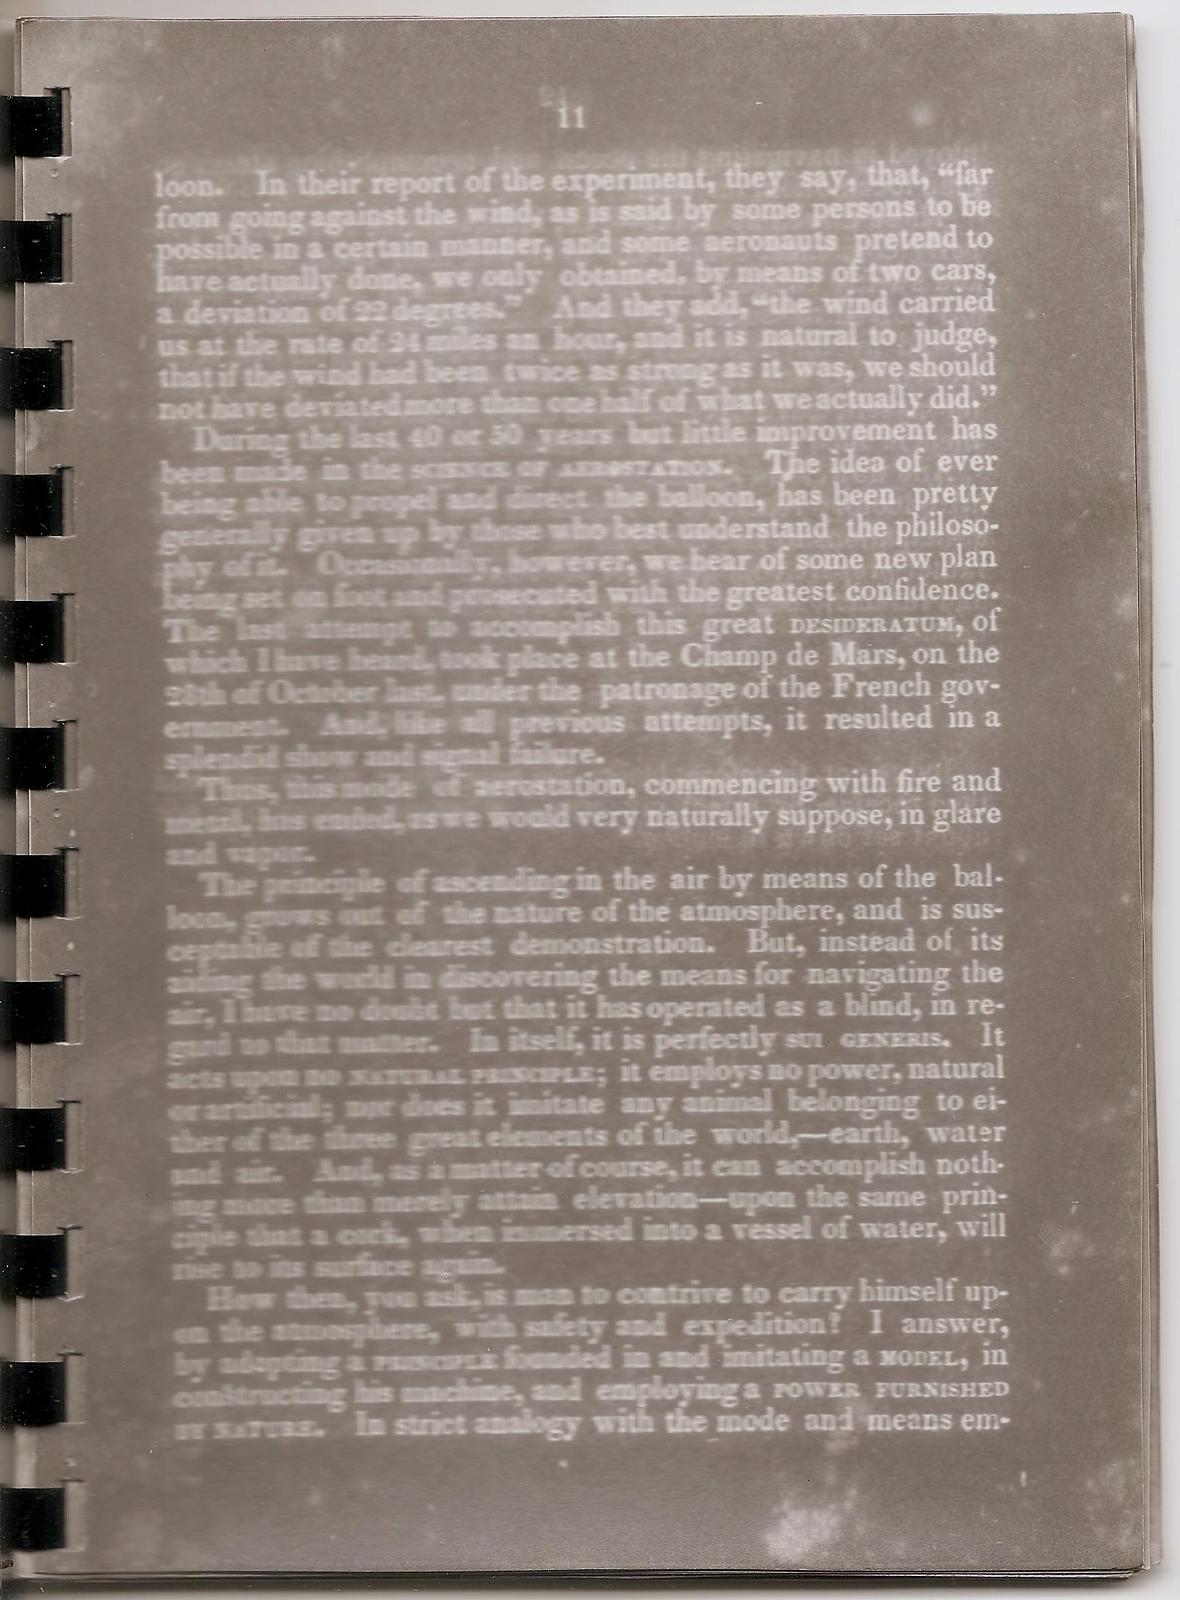 11
loon. In their report of the experiment, they say, that, “far
from going against the wind, as is said by some persons to be
possible in a certain manner, and some aeronauts pretend to
have actually done, we only obtained, by means of two cars,
a deviation of 22 degrees.” And they add, “the wind carried
us at the rate of 24 miles an hour, and it is natural to judge,
that if the wind had been twice as strong as it was, we should
not have deviated more than one half of what we actually did.”
During the last 40 or 50 years but little improvement has
been made in the SCIENCE OF AEROSTATION. The idea of ever
being able to propel and direct the balloon, has been pretty
generally given up by those who best understand the philoso-
phy of it. Occasionally, however, we hear of some new plan
being set on foot and prosecuted with the greatest confidence.
The last attempt to accomplish this great DESIDERATUM, of
which I have heard, took place at the Champ de Mars, on the
28th of October last, under the patronage of the French gov-
ernment. And, like all previous attempts, it resulted in a
splendid show and signal failure.
Thus, this mode of aerostation, commencing with fire and
metal, has ended, as we would very naturally suppose, in glare
and vapor.
The principle of ascending in the air by means of the bal-
loon, grows out of the nature of the atmosphere, and is sus-
ceptable of the clearest demonstration. But, instead of its
aiding the world in discovering the means for navigating the
air, I have no doubt but that it has operated as a blind, in re-
gard to that matter. In itself, it is perfectly SUI GENERIS. It
acts upon NO NATURAL PRINCIPLE; it employs no power, natural
or artificial; nor does it imitate any animal belonging to ei-
ther of the three great elements of the world,—earth, water
and air. And, as a matter of course, it can accomplish noth-
ing more than merely attain elevation—upon the same prin-
ciple that a cork, when immersed into a vessel of water, will
rise to its surface again.
How then, you ask, is man to contrive to carry himself up-
on the atmosphere, with safety and expedition? I answer,
by adopting a PRINCIPLE founded in and imitating a MODEL, in
constructing his machine, and employing a POWER FURNISHED
BY NATURE. In strict analogy with the mode and means em-